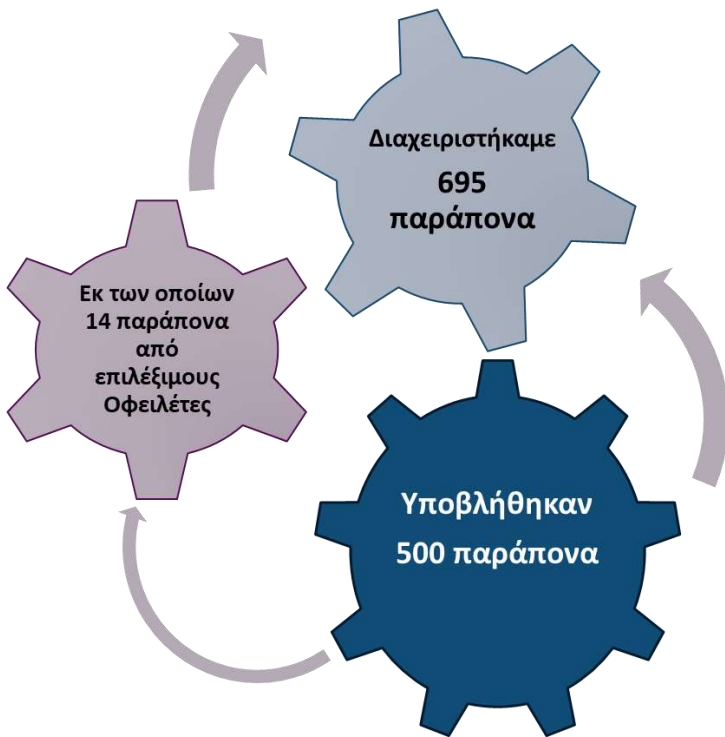 Διαχειριστήκαμε
695
παράπονα
Εκ των οποίων
14 παράπονα
από
επιλέξιμους
Οφειλέτες
Υποβλήθηκαν
500 παράπονα